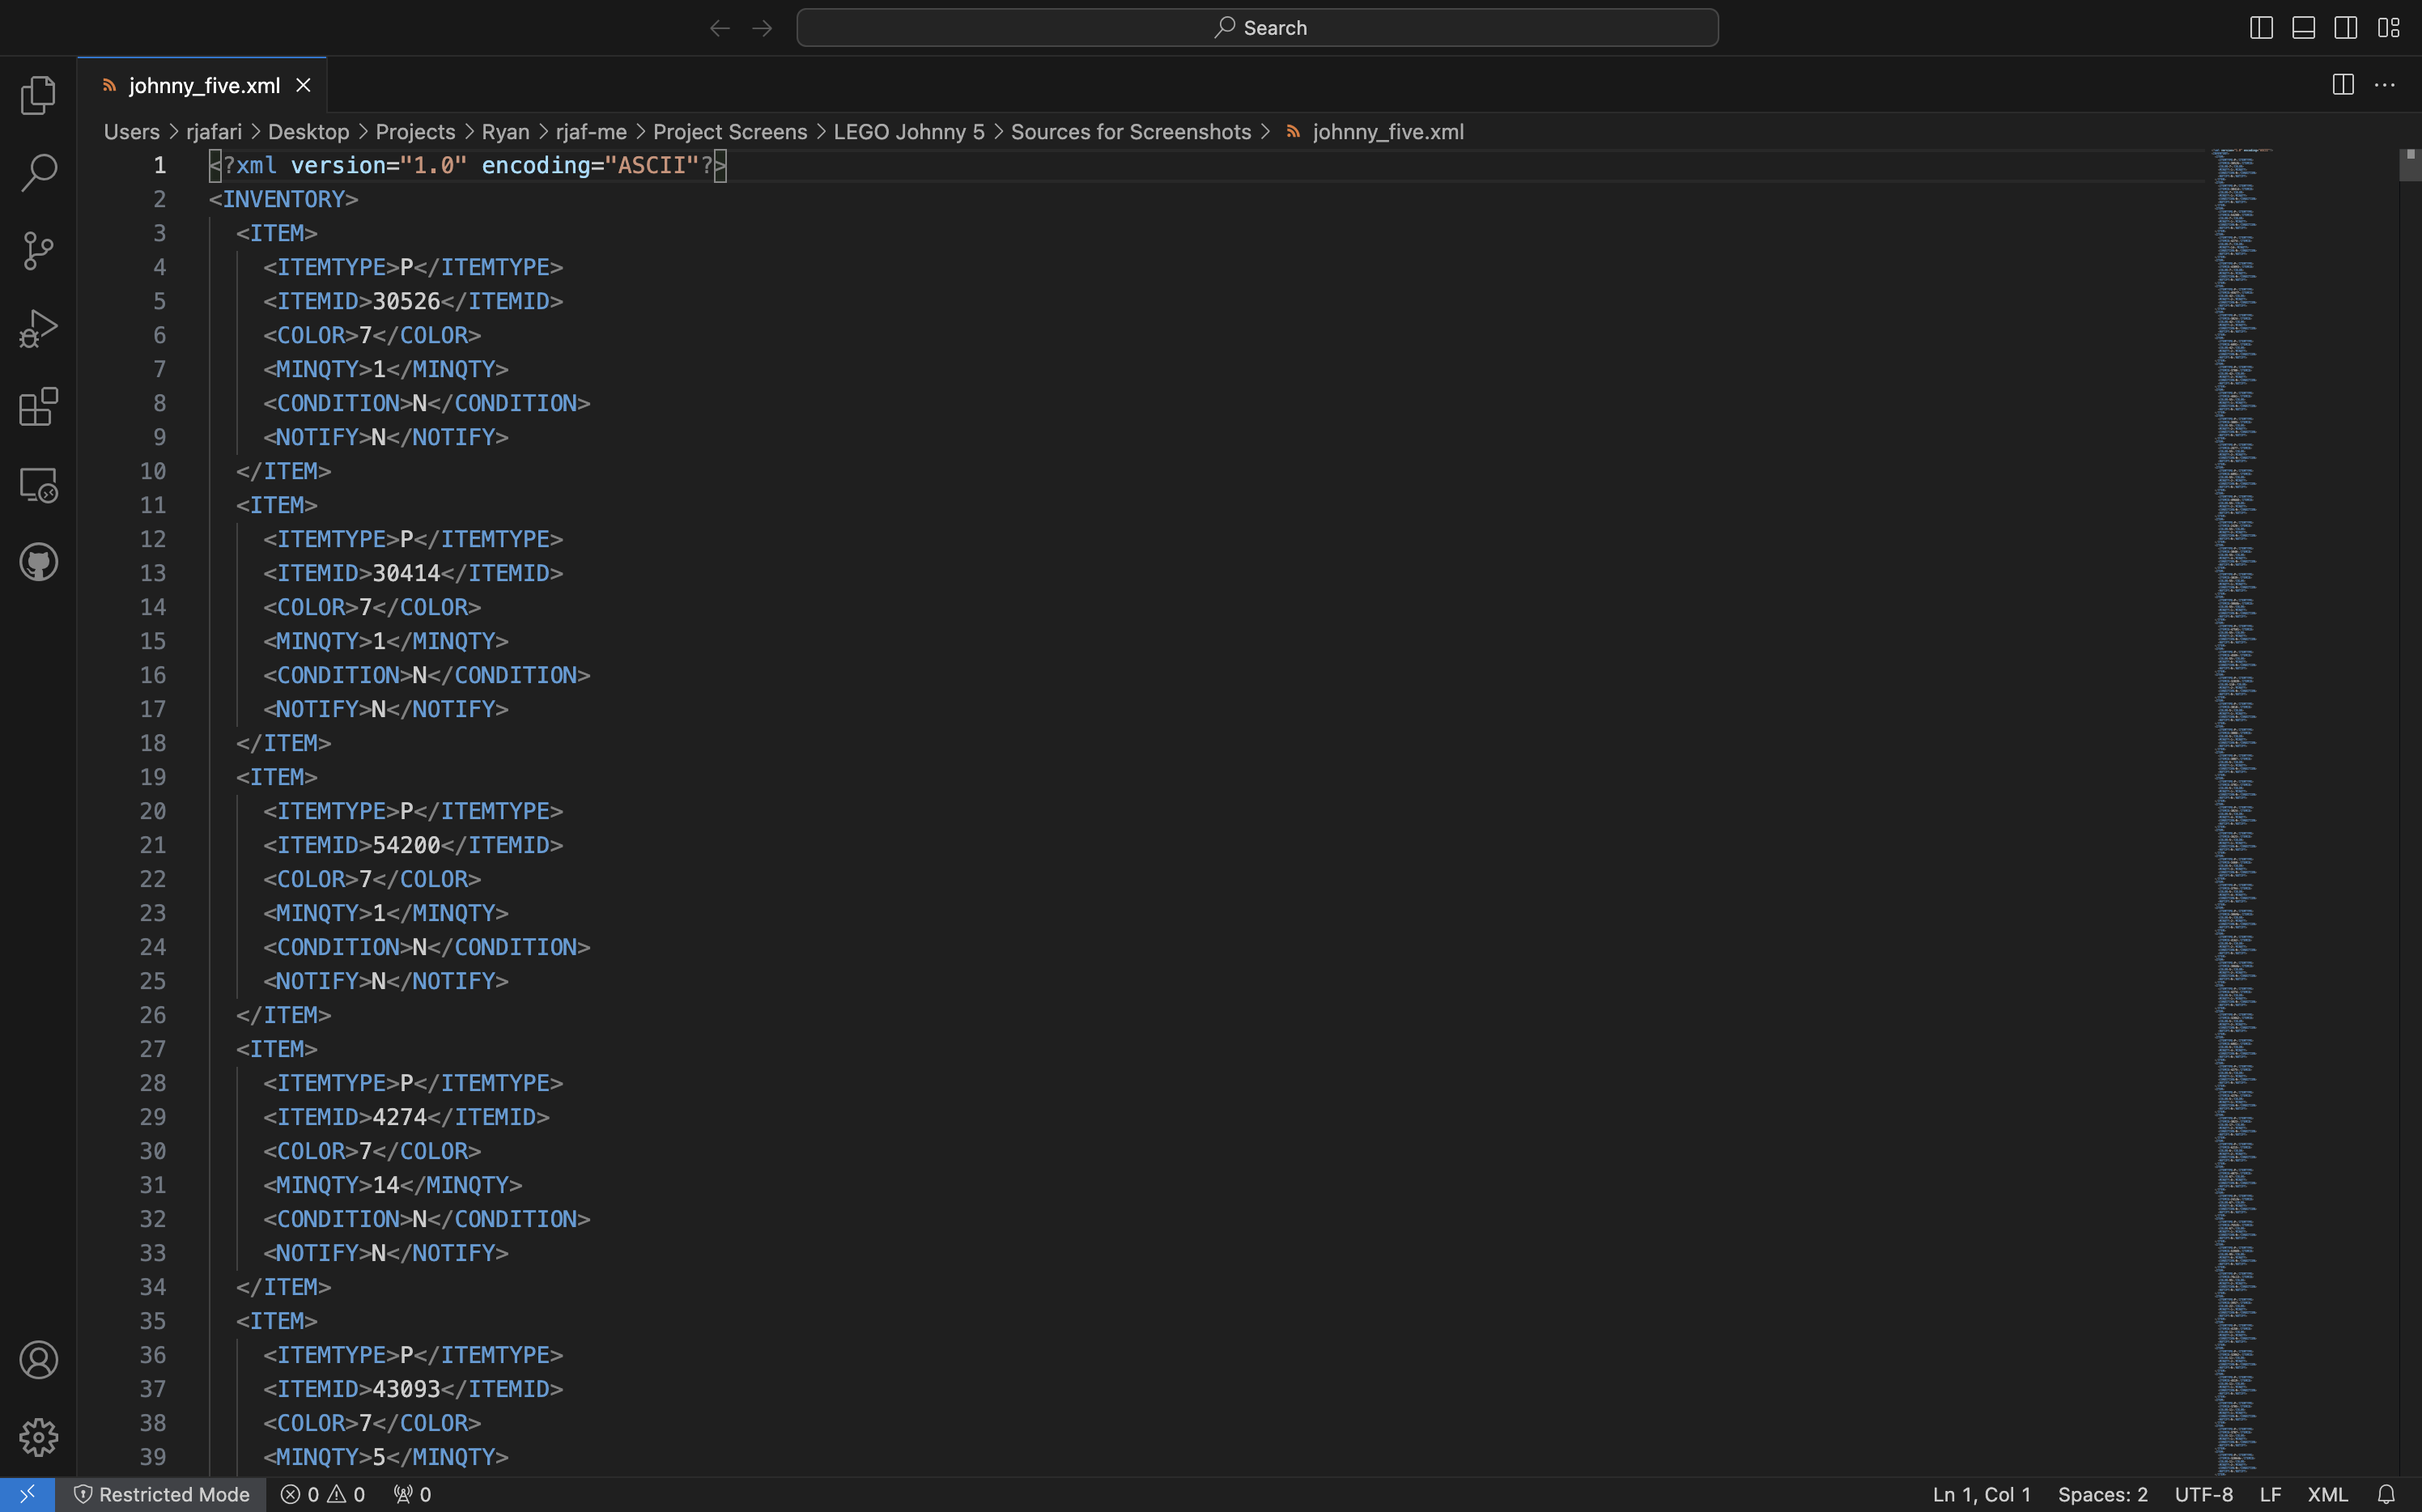 Search
johnny_five.xml
Users > rjafari > Desktop > Projects > Ryan > rjaf-me > Project Screens > LEGO Johnny 5 > Sources for Screenshots > johnny_five.xml
1 <?xml version="1.0" encoding="ASCII"?>
2 <INVENTORY>
3 <ITEM>
4 <ITEMTYPE>P</ITEMTYPE>
5 <ITEMID>30526</ITEMID>
6 <COLOR>7</COLOR>
7 <MINQTY>1</MINQTY>
8 <CONDITION>N</CONDITION>
9 <NOTIFY>N</NOTIFY>
10 </ITEM>
11 <ITEM>
12 <ITEMTYPE>P</ITEMTYPE>
13 <ITEMID>30414</ITEMID>
14 <COLOR>7</COLOR>
15 <MINQTY>1</MINQTY>
16 <CONDITION>N</CONDITION>
17 <NOTIFY>N</NOTIFY>
18 </ITEM>
19 <ITEM>
20 <ITEMTYPE>P</ITEMTYPE>
21 <ITEMID>54200</ITEMID>
22 <COLOR>7</COLOR>
23 <MINQTY>1</MINQTY>
24 <CONDITION>N</CONDITION>
25 <NOTIFY>N</NOTIFY>
26 </ITEM>
27 <ITEM>
28 <ITEMTYPE>P</ITEMTYPE>
29 <ITEMID>4274</ITEMID>
30 <COLOR>7</COLOR>
31 <MINQTY>14</MINQTY>
32 <CONDITION>N</CONDITION>
33 <NOTIFY>N</NOTIFY>
34 </ITEM>
35 <ITEM>
36 <ITEMTYPE>P</ITEMTYPE>
37 <ITEMID>43093</ITEMID>
38 <COLOR>7</COLOR>
39 <MINQTY>5</MINQTY>
Restricted Mode 0 0 0 Ln 1, Col 1 Spaces: 2 UTF-8 LF XML